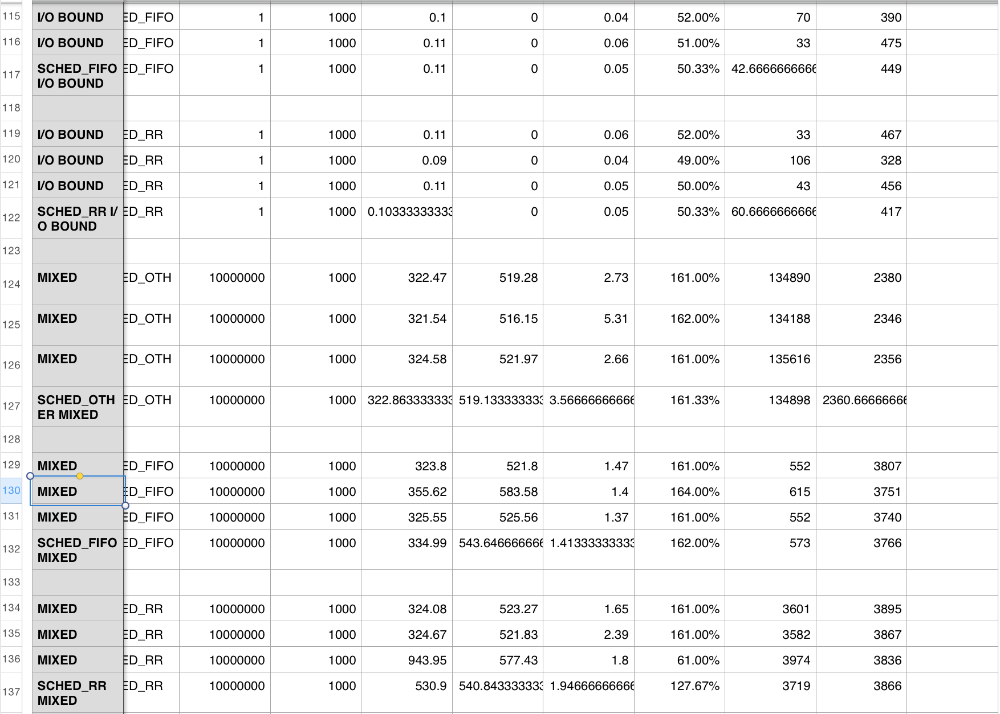 115 I/O BOUND ED_FIFO 1 1000 0.1 0 0.04 52.00% 70 390
116 I/O BOUND ED_FIFO 1 1000 0.11 0 0.06 51.00% 33 475
117 SCHED_FIFO ED_FIFO 1 1000 0.11 0 0.05 50.33% 42.6666666666 449
I/O BOUND
118
119 I/O BOUND ED_RR 1 1000 0.11 0 0.06 52.00% 33 467
120 I/O BOUND ED_RR 1 1000 0.09 0 0.04 49.00% 106 328
121 I/O BOUND ED_RR 1 1000 0.11 0 0.05 50.00% 43 456
122 SCHED_RR I/ ED_RR 1 1000 0.10333333333 0 0.05 50.33% 60.6666666666 417
O BOUND
123
124 MIXED ED_OTH 10000000 1000 322.47 519.28 2.73 161.00% 134890 2380
125 MIXED ED_OTH 10000000 1000 321.54 516.15 5.31 162.00% 134188 2346
126 MIXED ED_OTH 10000000 1000 324.58 521.97 2.66 161.00% 135616 2356
127 SCHED_OTH ED_OTH 10000000 1000 322.863333333 519.133333333 3.56666666666 161.33% 134898 2360.66666666
ER MIXED
128
129 MIXED ED_FIFO 10000000 1000 323.8 521.8 1.47 161.00% 552 3807
130 MIXED ED_FIFO 10000000 1000 355.62 583.58 1.4 164.00% 615 3751
131 MIXED ED_FIFO 10000000 1000 325.55 525.56 1.37 161.00% 552 3740
132 SCHED_FIFO ED_FIFO 10000000 1000 334.99 543.646666666 1.41333333333 162.00% 573 3766
MIXED
133
134 MIXED ED_RR 10000000 1000 324.08 523.27 1.65 161.00% 3601 3895
135 MIXED ED_RR 10000000 1000 324.67 521.83 2.39 161.00% 3582 3867
136 MIXED ED_RR 10000000 1000 943.95 577.43 1.8 61.00% 3974 3836
137 SCHED_RR ED_RR 10000000 1000 530.9 540.843333333 1.94666666666 127.67% 3719 3866
MIXED